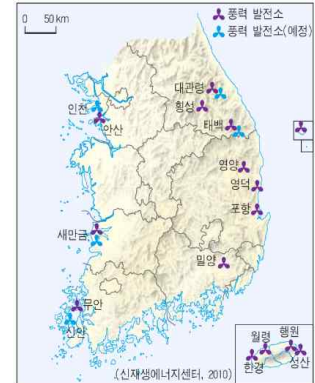 0 50 km
풍력 발전소
풍력 발전소(예정)
대관령
인천
횡성
안산
태백
영양
영덕
포항
새만금
밀양
무안
신안
행원
월령
한경
성산
(신재생에너지센터, 2010)